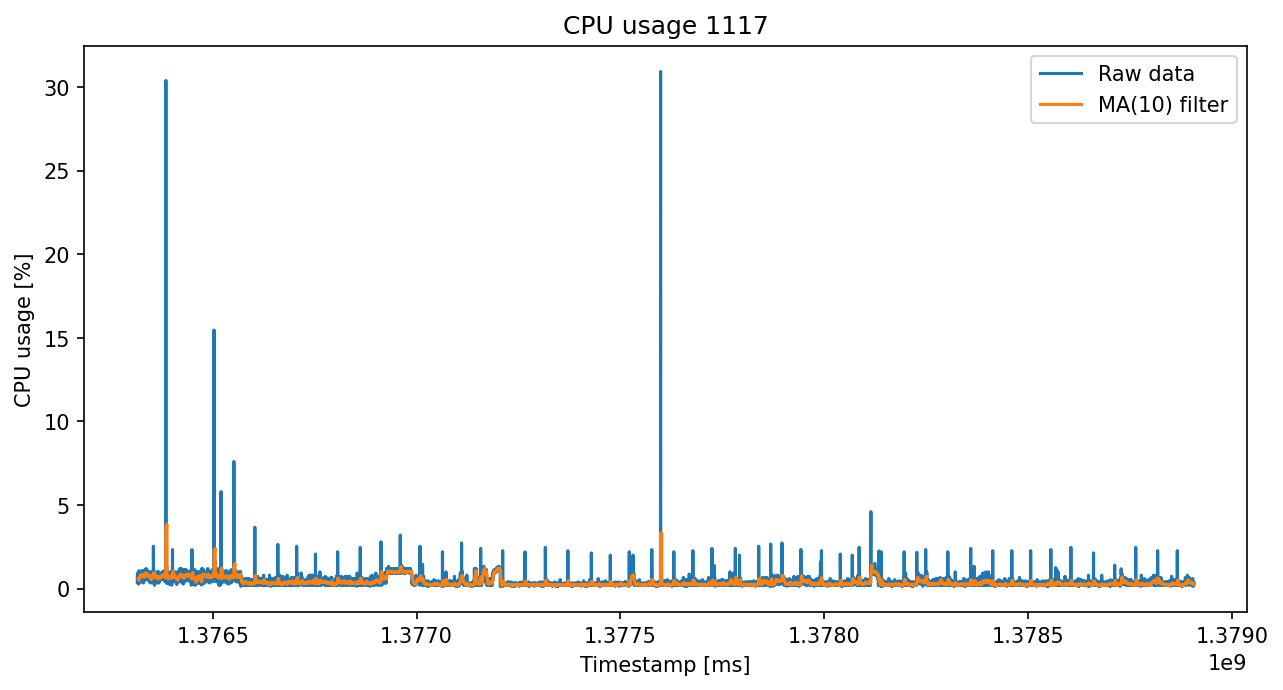 CPU usage 1117
Raw data
MA(10) filter
CPU usage [%]
30
25
20
15
10
5
0
1.3765
1.3770
1.3775
1.3780
1.3785
1.3790
1e9
Timestamp [ms]